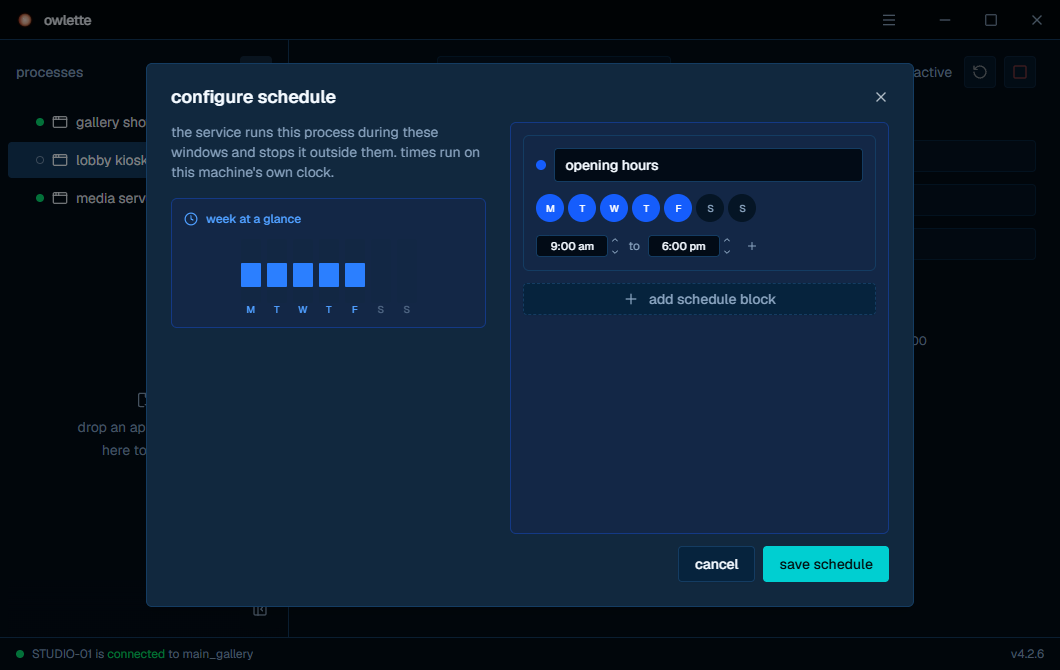 owlette
processes
active
gallery sho
lobby kiosk
media serv
drop an ap
here to
configure schedule
the service runs this process during these
windows and stops it outside them. times run on
this machine's own clock.
week at a glance
M T W T F S S
opening hours
M T W T F S S
9:00 am to 6:00 pm +
+ add schedule block
cancel save schedule
STUDIO-01 is connected to main_gallery
v4.2.6